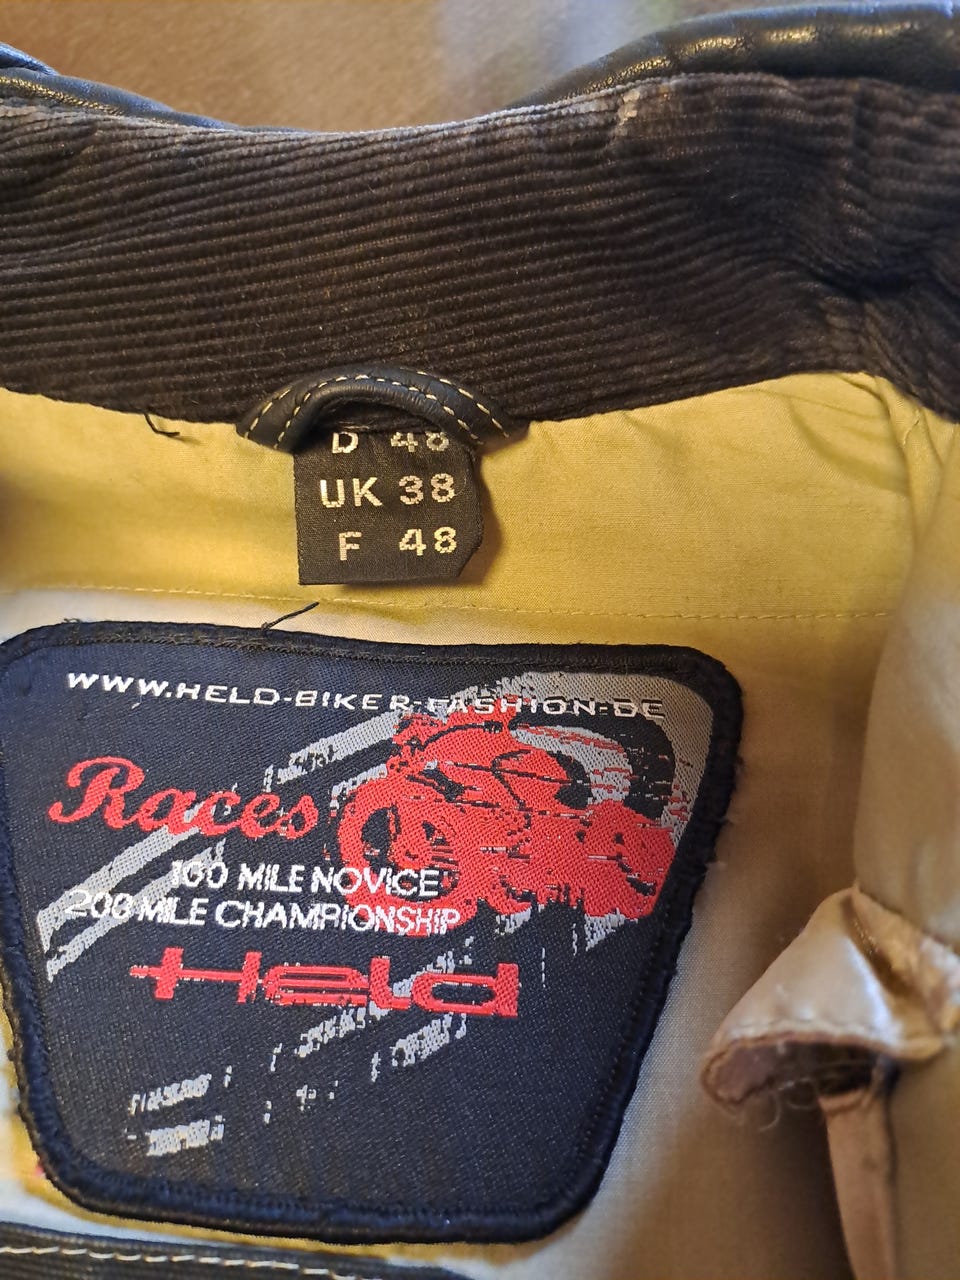 D 48
UK 38
F 48
WWW.HELD-BIKER-FASHION.DE
Races
100 MILE NOVICE
200 MILE CHAMPIONSHIP
Held